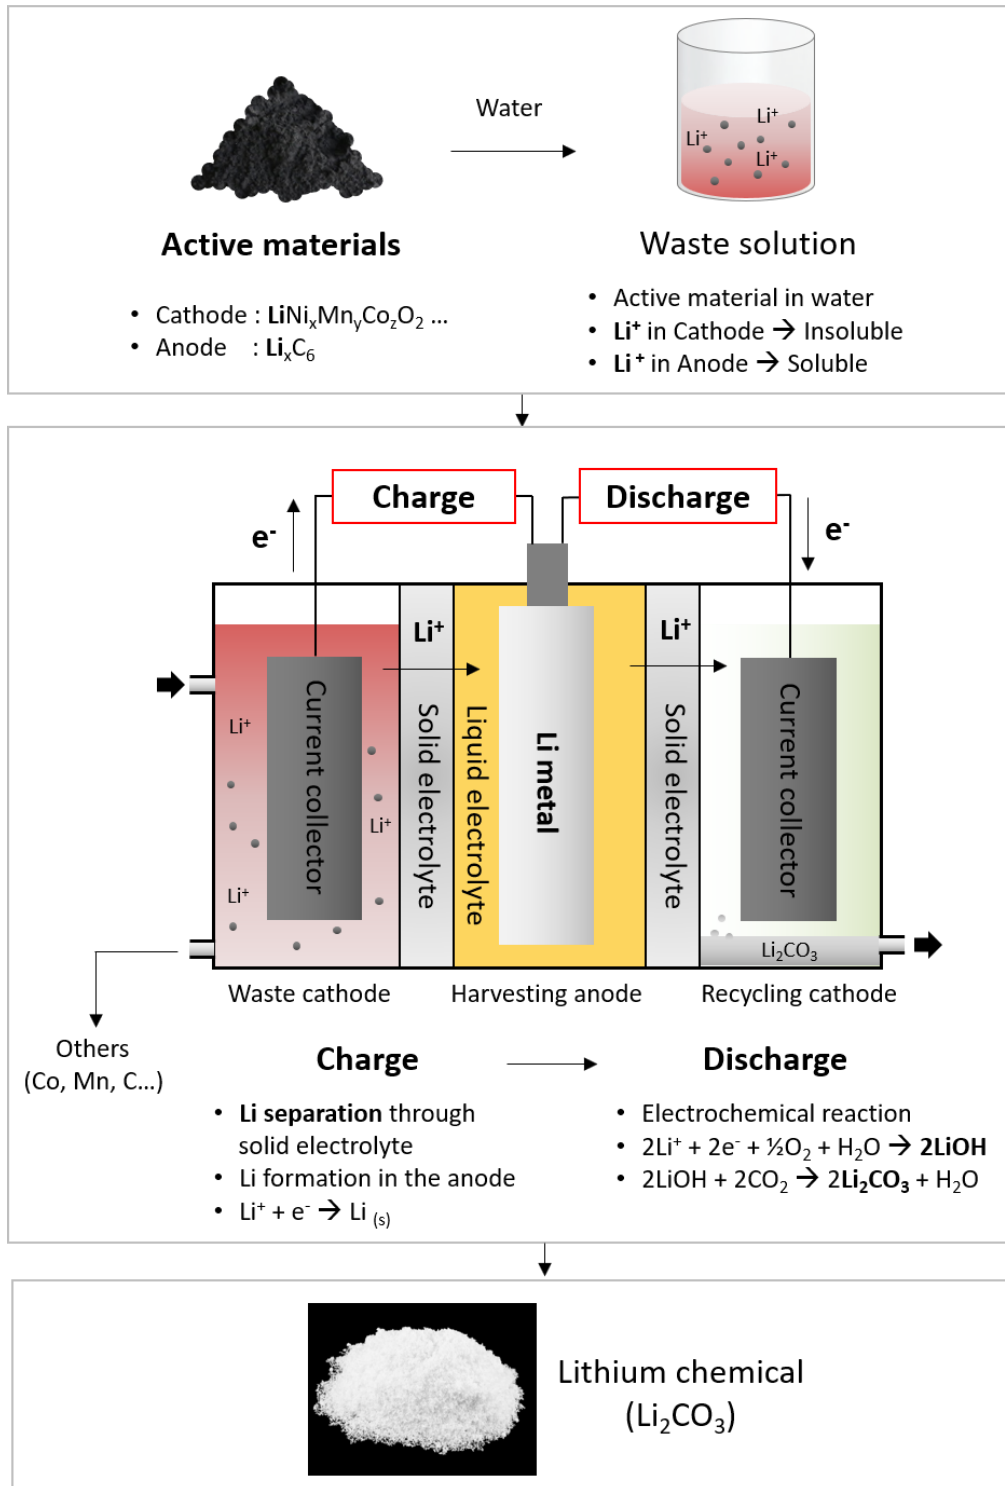 Water
Li⁺
Li⁺
Li⁺
Active materials
Waste solution
• Cathode : LiNiₓMnᵧCo_zO₂ ...
• Anode : LiₓC₆
• Active material in water
• Li⁺ in Cathode → Insoluble
• Li⁺ in Anode → Soluble
Charge
Discharge
e⁻
e⁻
Li⁺
Li⁺
Li⁺
Li⁺
Li⁺
Current collector
Solid electrolyte
Liquid electrolyte
Li metal
Solid electrolyte
Current collector
Li₂CO₃
Waste cathode
Harvesting anode
Recycling cathode
Others
(Co, Mn, C...)
Charge
Discharge
• Li separation through
solid electrolyte
• Li formation in the anode
• Li⁺ + e⁻ → Li ₍ₛ₎
• Electrochemical reaction
• 2Li⁺ + 2e⁻ + ½O₂ + H₂O → 2LiOH
• 2LiOH + 2CO₂ → 2Li₂CO₃ + H₂O
Lithium chemical
(Li₂CO₃)